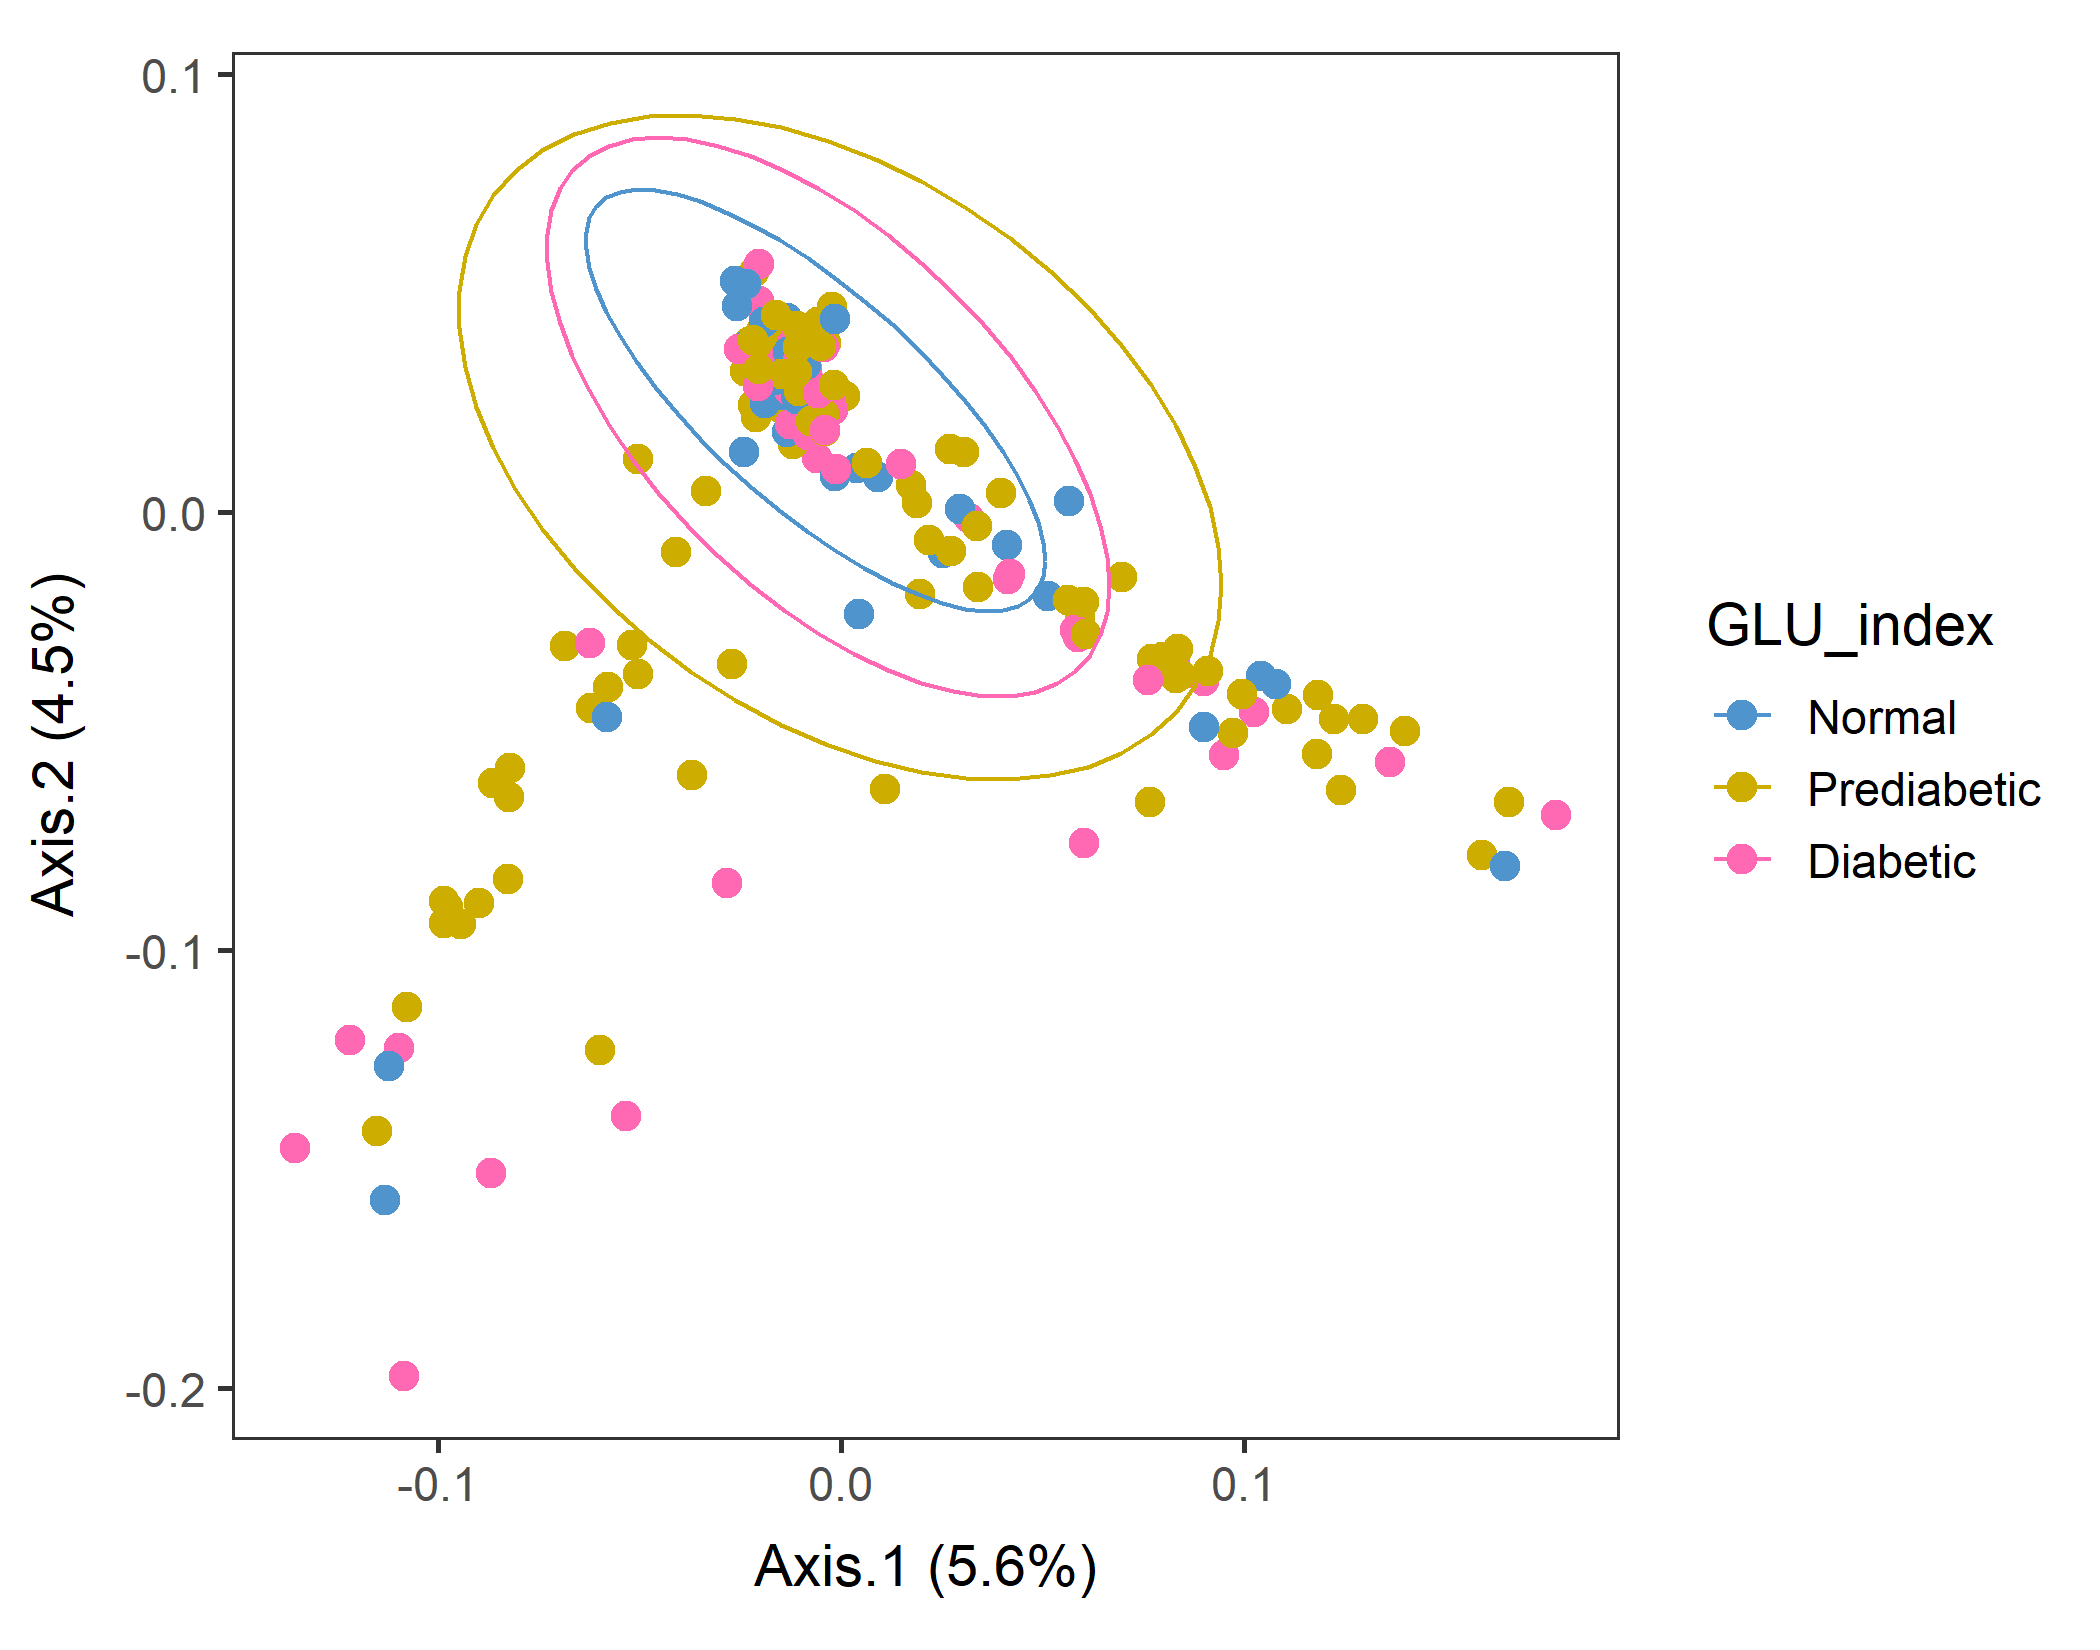 0.1
0.0
-0.1
-0.2
Axis.2 (4.5%)
-0.1
0.0
0.1
Axis.1 (5.6%)
GLU_index
Normal
Prediabetic
Diabetic